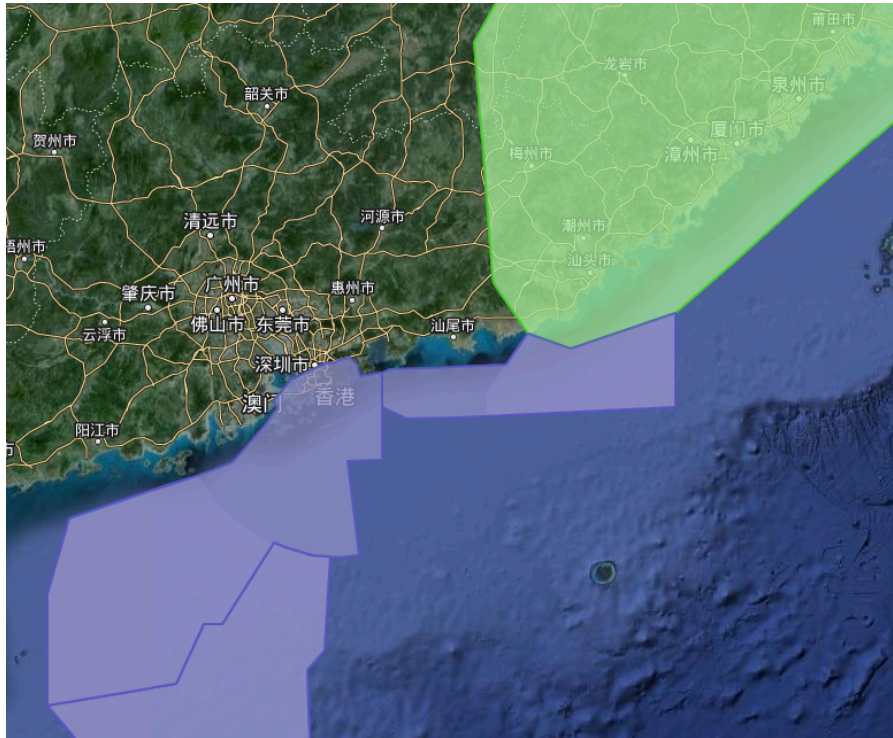 莆田市
龙岩市
泉州市
韶关市
厦门市
贺州市
梅州市
漳州市
清远市
河源市
潮州市
梧州市
汕头市
广州市
肇庆市
惠州市
佛山市
东莞市
汕尾市
云浮市
深圳市
香港
澳门
阳江市
市